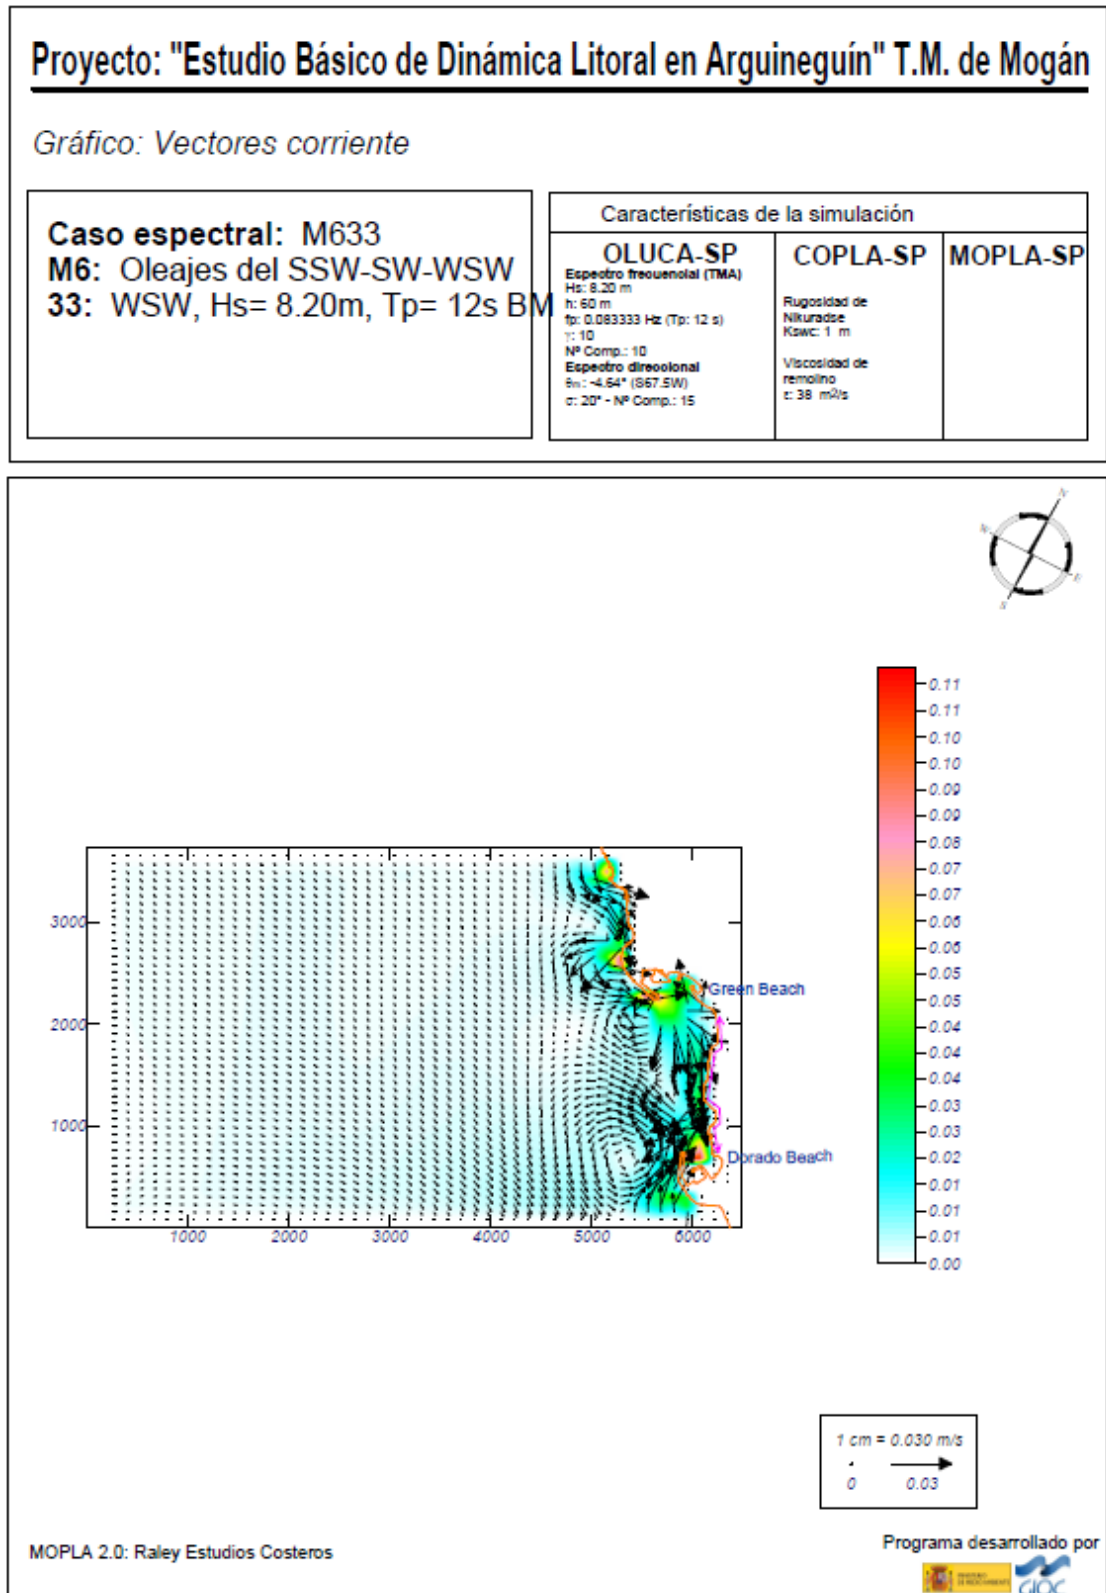 Proyecto: "Estudio Básico de Dinámica Litoral en Arguineguín" T.M. de Mogán
Gráfico: Vectores corriente
Caso espectral: M633
M6: Oleajes del SSW-SW-WSW
33: WSW, Hs= 8.20m, Tp= 12s BM
Características de la simulación
OLUCA-SP
Espectro frecuencial (TMA)
Hs: 8.20 m
h: 60 m
fp: 0.083333 Hz (Tp: 12 s)
γ: 10
Nº Comp.: 10
Espectro direccional
θm: -4.64° (S67.5W)
σ: 20° - Nº Comp.: 15
COPLA-SP
Rugosidad de
Nikuradse
Kswc: 1 m
Viscosidad de
remolino
ε: 38 m2/s
MOPLA-SP
N
W
E
S
0.11
0.11
0.10
0.10
0.09
0.09
0.08
0.07
0.07
0.06
0.06
0.05
0.05
0.04
0.04
0.03
0.03
0.02
0.01
0.01
0.01
0.00
3000
2000
1000
Green Beach
Dorado Beach
1000
2000
3000
4000
5000
6000
1 cm = 0.030 m/s
0
0.03
MOPLA 2.0: Raley Estudios Costeros
Programa desarrollado por
GIOC